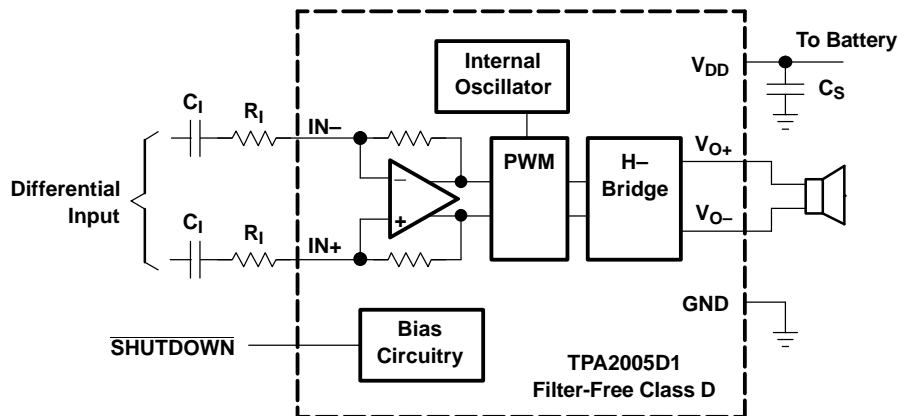 To Battery
Internal
Oscillator
VDD
CS
CI
RI
IN–
VO+
PWM
H–
Bridge
–
Differential
Input
+
VO–
CI
RI
IN+
GND
SHUTDOWN
Bias
Circuitry
TPA2005D1
Filter-Free Class D